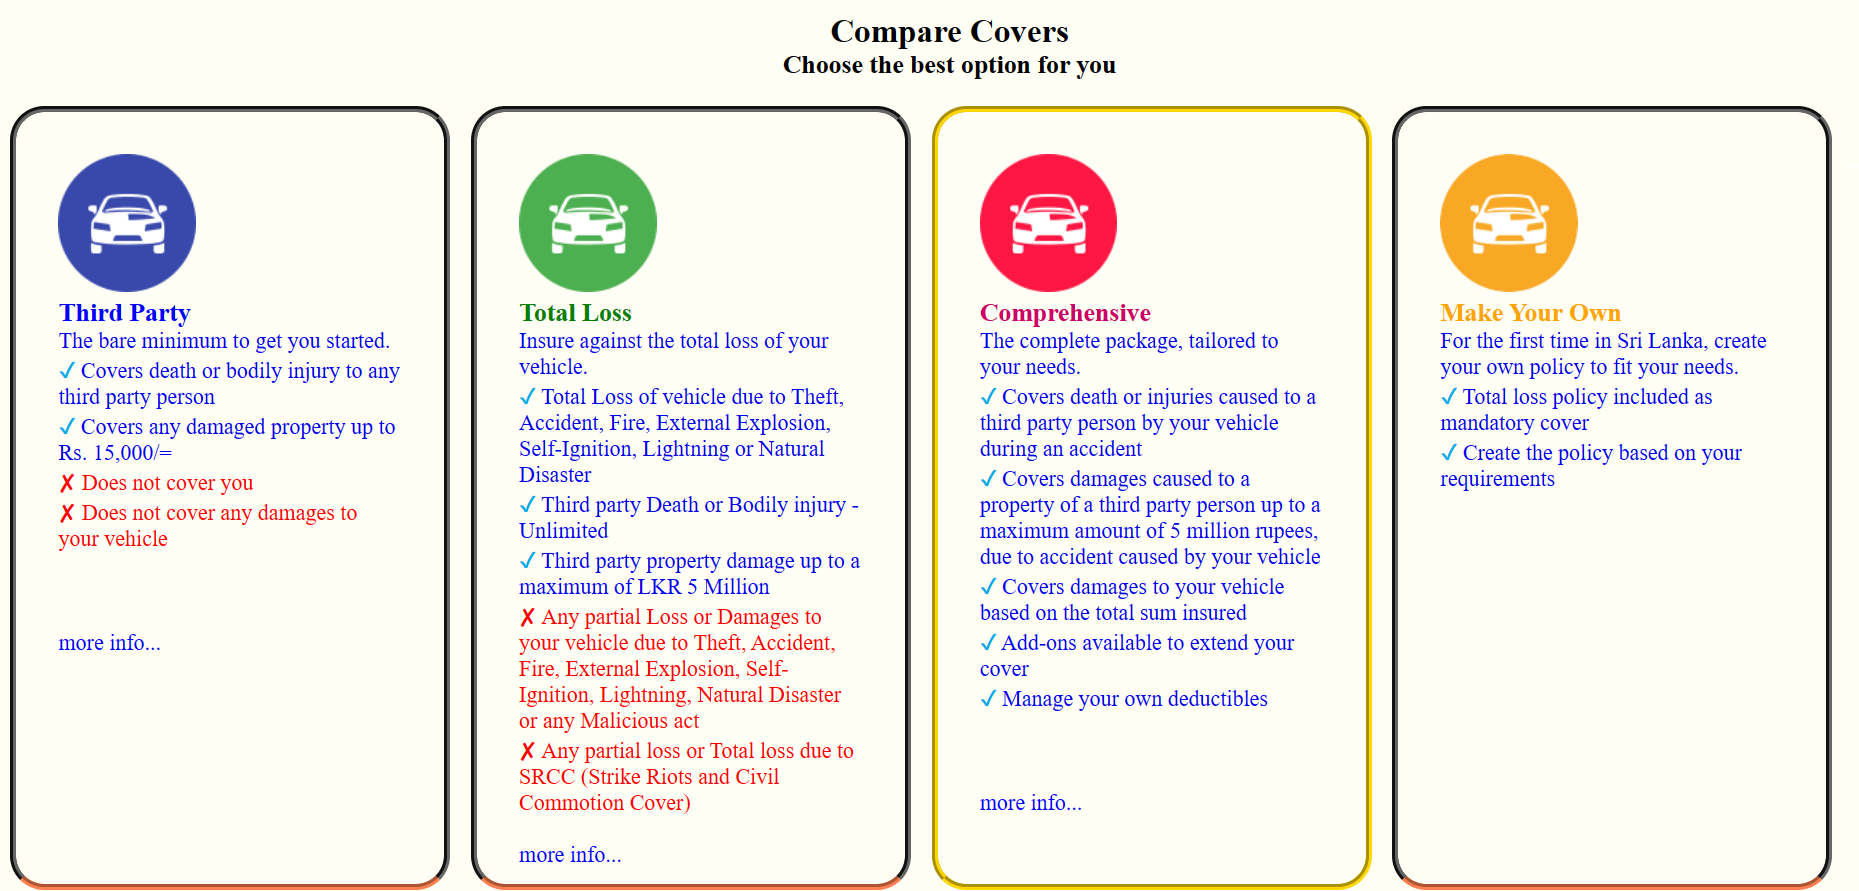 Compare Covers
Choose the best option for you
Third Party
The bare minimum to get you started.
✓ Covers death or bodily injury to any
third party person
✓ Covers any damaged property up to
Rs. 15,000/=
✗ Does not cover you
✗ Does not cover any damages to
your vehicle
more info...
Total Loss
Insure against the total loss of your
vehicle.
✓ Total Loss of vehicle due to Theft,
Accident, Fire, External Explosion,
Self-Ignition, Lightning or Natural
Disaster
✓ Third party Death or Bodily injury -
Unlimited
✓ Third party property damage up to a
maximum of LKR 5 Million
✗ Any partial Loss or Damages to
your vehicle due to Theft, Accident,
Fire, External Explosion, Self-
Ignition, Lightning, Natural Disaster
or any Malicious act
✗ Any partial loss or Total loss due to
SRCC (Strike Riots and Civil
Commotion Cover)
more info...
Comprehensive
The complete package, tailored to
your needs.
✓ Covers death or injuries caused to a
third party person by your vehicle
during an accident
✓ Covers damages caused to a
property of a third party person up to a
maximum amount of 5 million rupees,
due to accident caused by your vehicle
✓ Covers damages to your vehicle
based on the total sum insured
✓ Add-ons available to extend your
cover
✓ Manage your own deductibles
more info...
Make Your Own
For the first time in Sri Lanka, create
your own policy to fit your needs.
✓ Total loss policy included as
mandatory cover
✓ Create the policy based on your
requirements